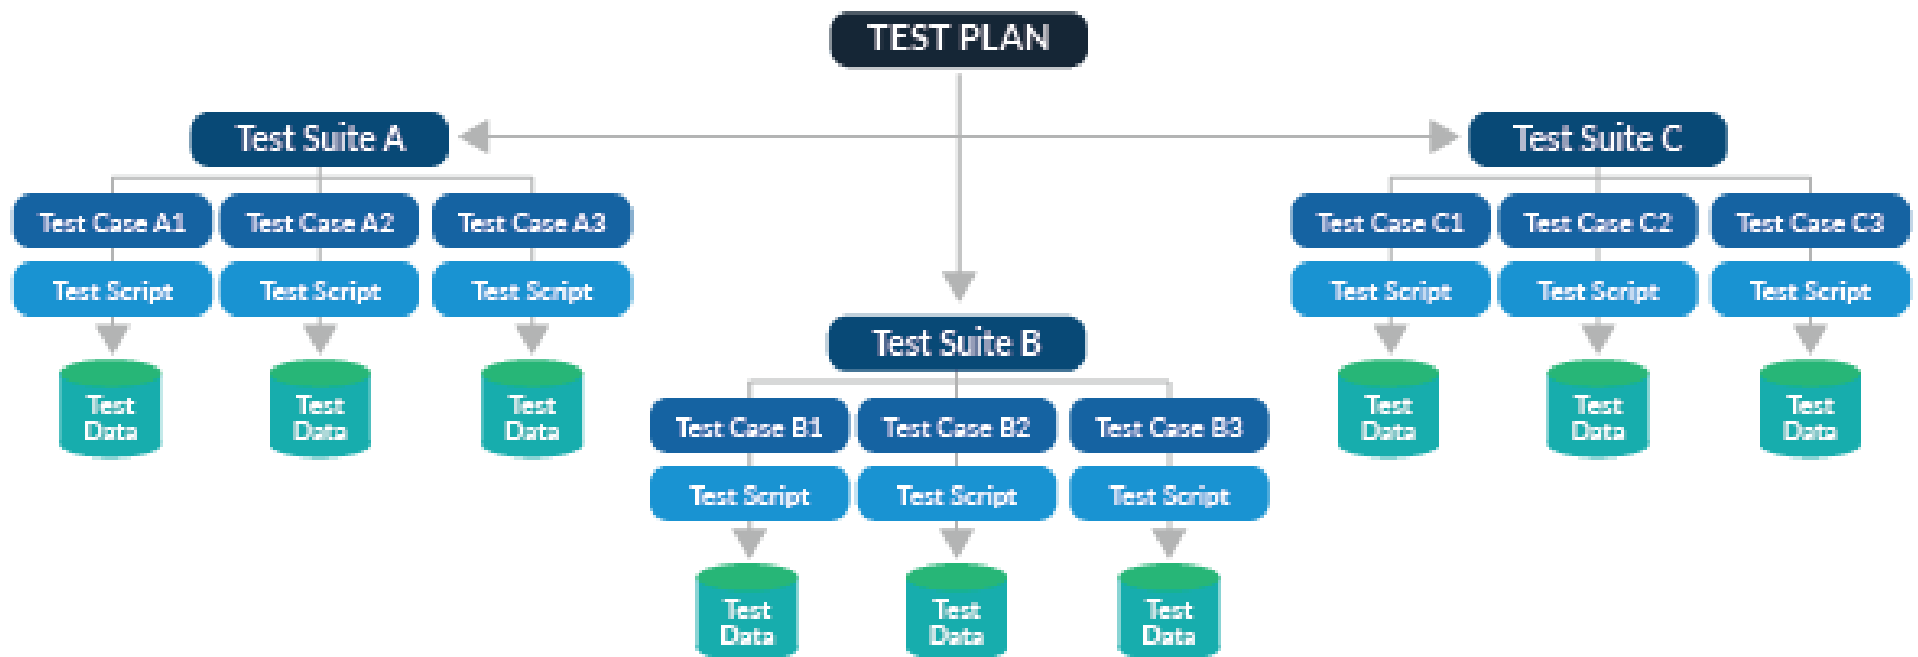 TEST PLAN
Test Suite A
Test Suite C
Test Case A1
Test Case A2
Test Case A3
Test Case C1
Test Case C2
Test Case C3
Test Script
Test Script
Test Script
Test Script
Test Script
Test Script
Test Suite B
Test
Data
Test
Data
Test
Data
Test
Data
Test
Data
Test
Data
Test Case B1
Test Case B2
Test Case B3
Test Script
Test Script
Test Script
Test
Data
Test
Data
Test
Data